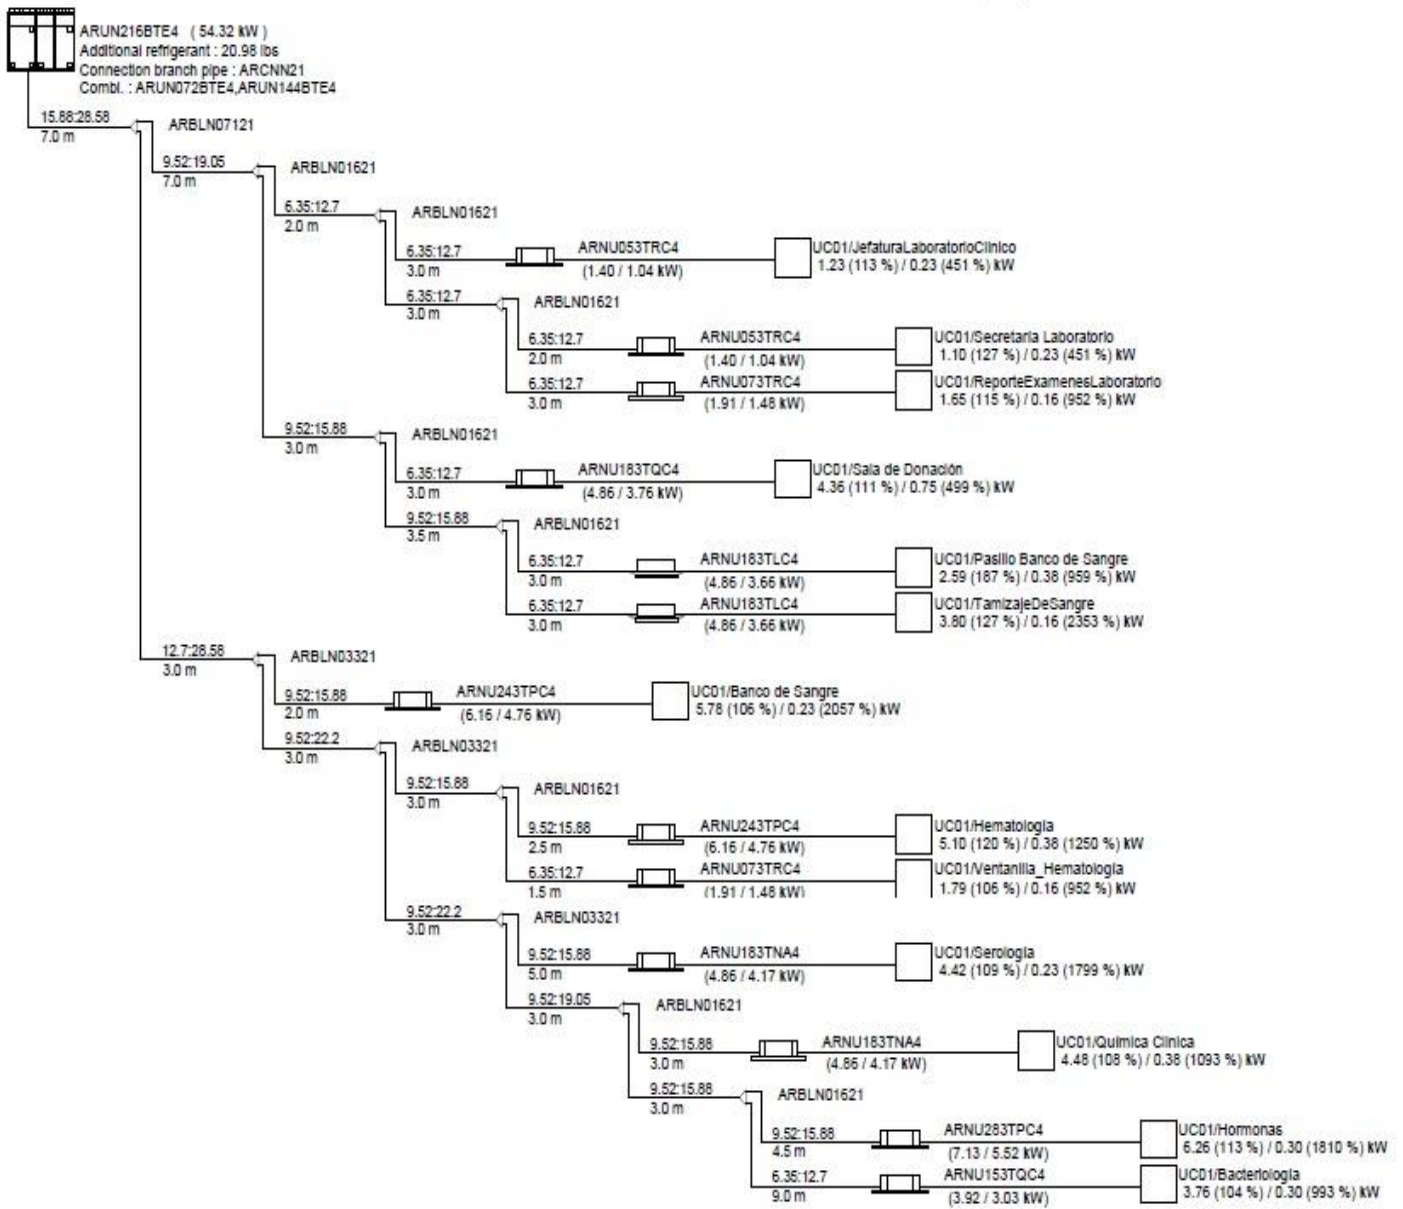 ARUN216BTE4 ( 54.32 kW )
Additional refrigerant : 20.98 lbs
Connection branch pipe : ARCNN21
Combi. : ARUN072BTE4,ARUN144BTE4
15.88:28.58
7.0 m
ARBLN07121
9.52:19.05
7.0 m
ARBLN01621
6.35:12.7
2.0 m
ARBLN01621
6.35:12.7
3.0 m
ARNU053TRC4
(1.40 / 1.04 kW)
UC01/JefaturaLaboratorioClinico
1.23 (113 %) / 0.23 (451 %) kW
6.35:12.7
3.0 m
ARBLN01621
6.35:12.7
2.0 m
ARNU053TRC4
(1.40 / 1.04 kW)
UC01/Secretaria Laboratorio
1.10 (127 %) / 0.23 (451 %) kW
6.35:12.7
3.0 m
ARNU073TRC4
(1.91 / 1.48 kW)
UC01/ReporteExamenesLaboratorio
1.65 (115 %) / 0.16 (952 %) kW
9.52:15.88
3.0 m
ARBLN01621
6.35:12.7
3.0 m
ARNU183TQC4
(4.86 / 3.76 kW)
UC01/Sala de Donación
4.36 (111 %) / 0.75 (499 %) kW
9.52:15.88
3.5 m
ARBLN01621
6.35:12.7
3.0 m
ARNU183TLC4
(4.86 / 3.66 kW)
UC01/Pasillo Banco de Sangre
2.59 (187 %) / 0.38 (959 %) kW
6.35:12.7
3.0 m
ARNU183TLC4
(4.86 / 3.66 kW)
UC01/TamizajeDeSangre
3.80 (127 %) / 0.16 (2353 %) kW
12.7:28.58
3.0 m
ARBLN03321
9.52:15.88
2.0 m
ARNU243TPC4
(6.16 / 4.76 kW)
UC01/Banco de Sangre
5.78 (106 %) / 0.23 (2057 %) kW
9.52:22.2
3.0 m
ARBLN03321
9.52:15.88
3.0 m
ARBLN01621
9.52:15.88
2.5 m
ARNU243TPC4
(6.16 / 4.76 kW)
UC01/Hematologia
5.10 (120 %) / 0.38 (1250 %) kW
6.35:12.7
1.5 m
ARNU073TRC4
(1.91 / 1.48 kW)
UC01/Ventanilla_Hematologia
1.79 (106 %) / 0.16 (952 %) kW
9.52:22.2
3.0 m
ARBLN03321
9.52:15.88
5.0 m
ARNU183TNA4
(4.86 / 4.17 kW)
UC01/Serologia
4.42 (109 %) / 0.23 (1799 %) kW
9.52:19.05
3.0 m
ARBLN01621
9.52:15.88
3.0 m
ARNU183TNA4
(4.86 / 4.17 kW)
UC01/Quimica Clinica
4.48 (108 %) / 0.38 (1093 %) kW
9.52:15.88
3.0 m
ARBLN01621
9.52:15.88
4.5 m
ARNU283TPC4
(7.13 / 5.52 kW)
UC01/Hormonas
6.26 (113 %) / 0.30 (1810 %) kW
6.35:12.7
9.0 m
ARNU153TQC4
(3.92 / 3.03 kW)
UC01/Bacteriologia
3.76 (104 %) / 0.30 (993 %) kW